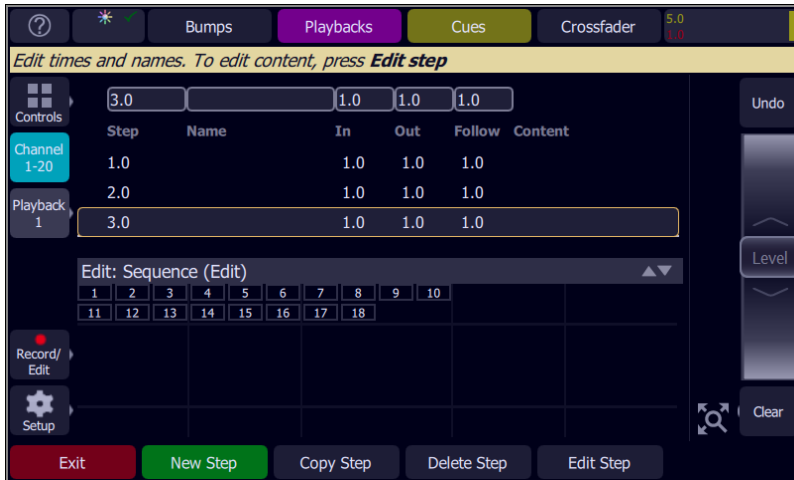 ? Bumps Playbacks Cues Crossfader 5.0
1.0
Edit times and names. To edit content, press Edit step
Controls
Channel
1-20
Playback
1
3.0 1.0 1.0 1.0
Step Name In Out Follow Content
1.0 1.0 1.0 1.0
2.0 1.0 1.0 1.0
3.0 1.0 1.0 1.0
Edit: Sequence (Edit)
1 2 3 4 5 6 7 8 9 10
11 12 13 14 15 16 17 18
Record/
Edit
Setup
Undo
Level
Clear
Exit New Step Copy Step Delete Step Edit Step